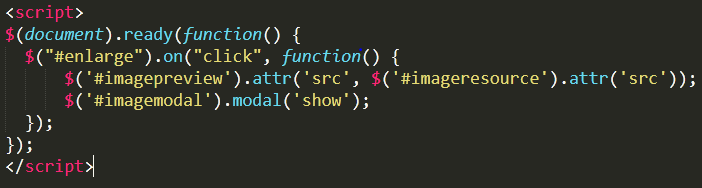 <script>
$(document).ready(function() {
  $("#enlarge").on("click", function() {
      $('#imagepreview').attr('src', $('#imageresource').attr('src'));
      $('#imagemodal').modal('show');
  });
});
</script>